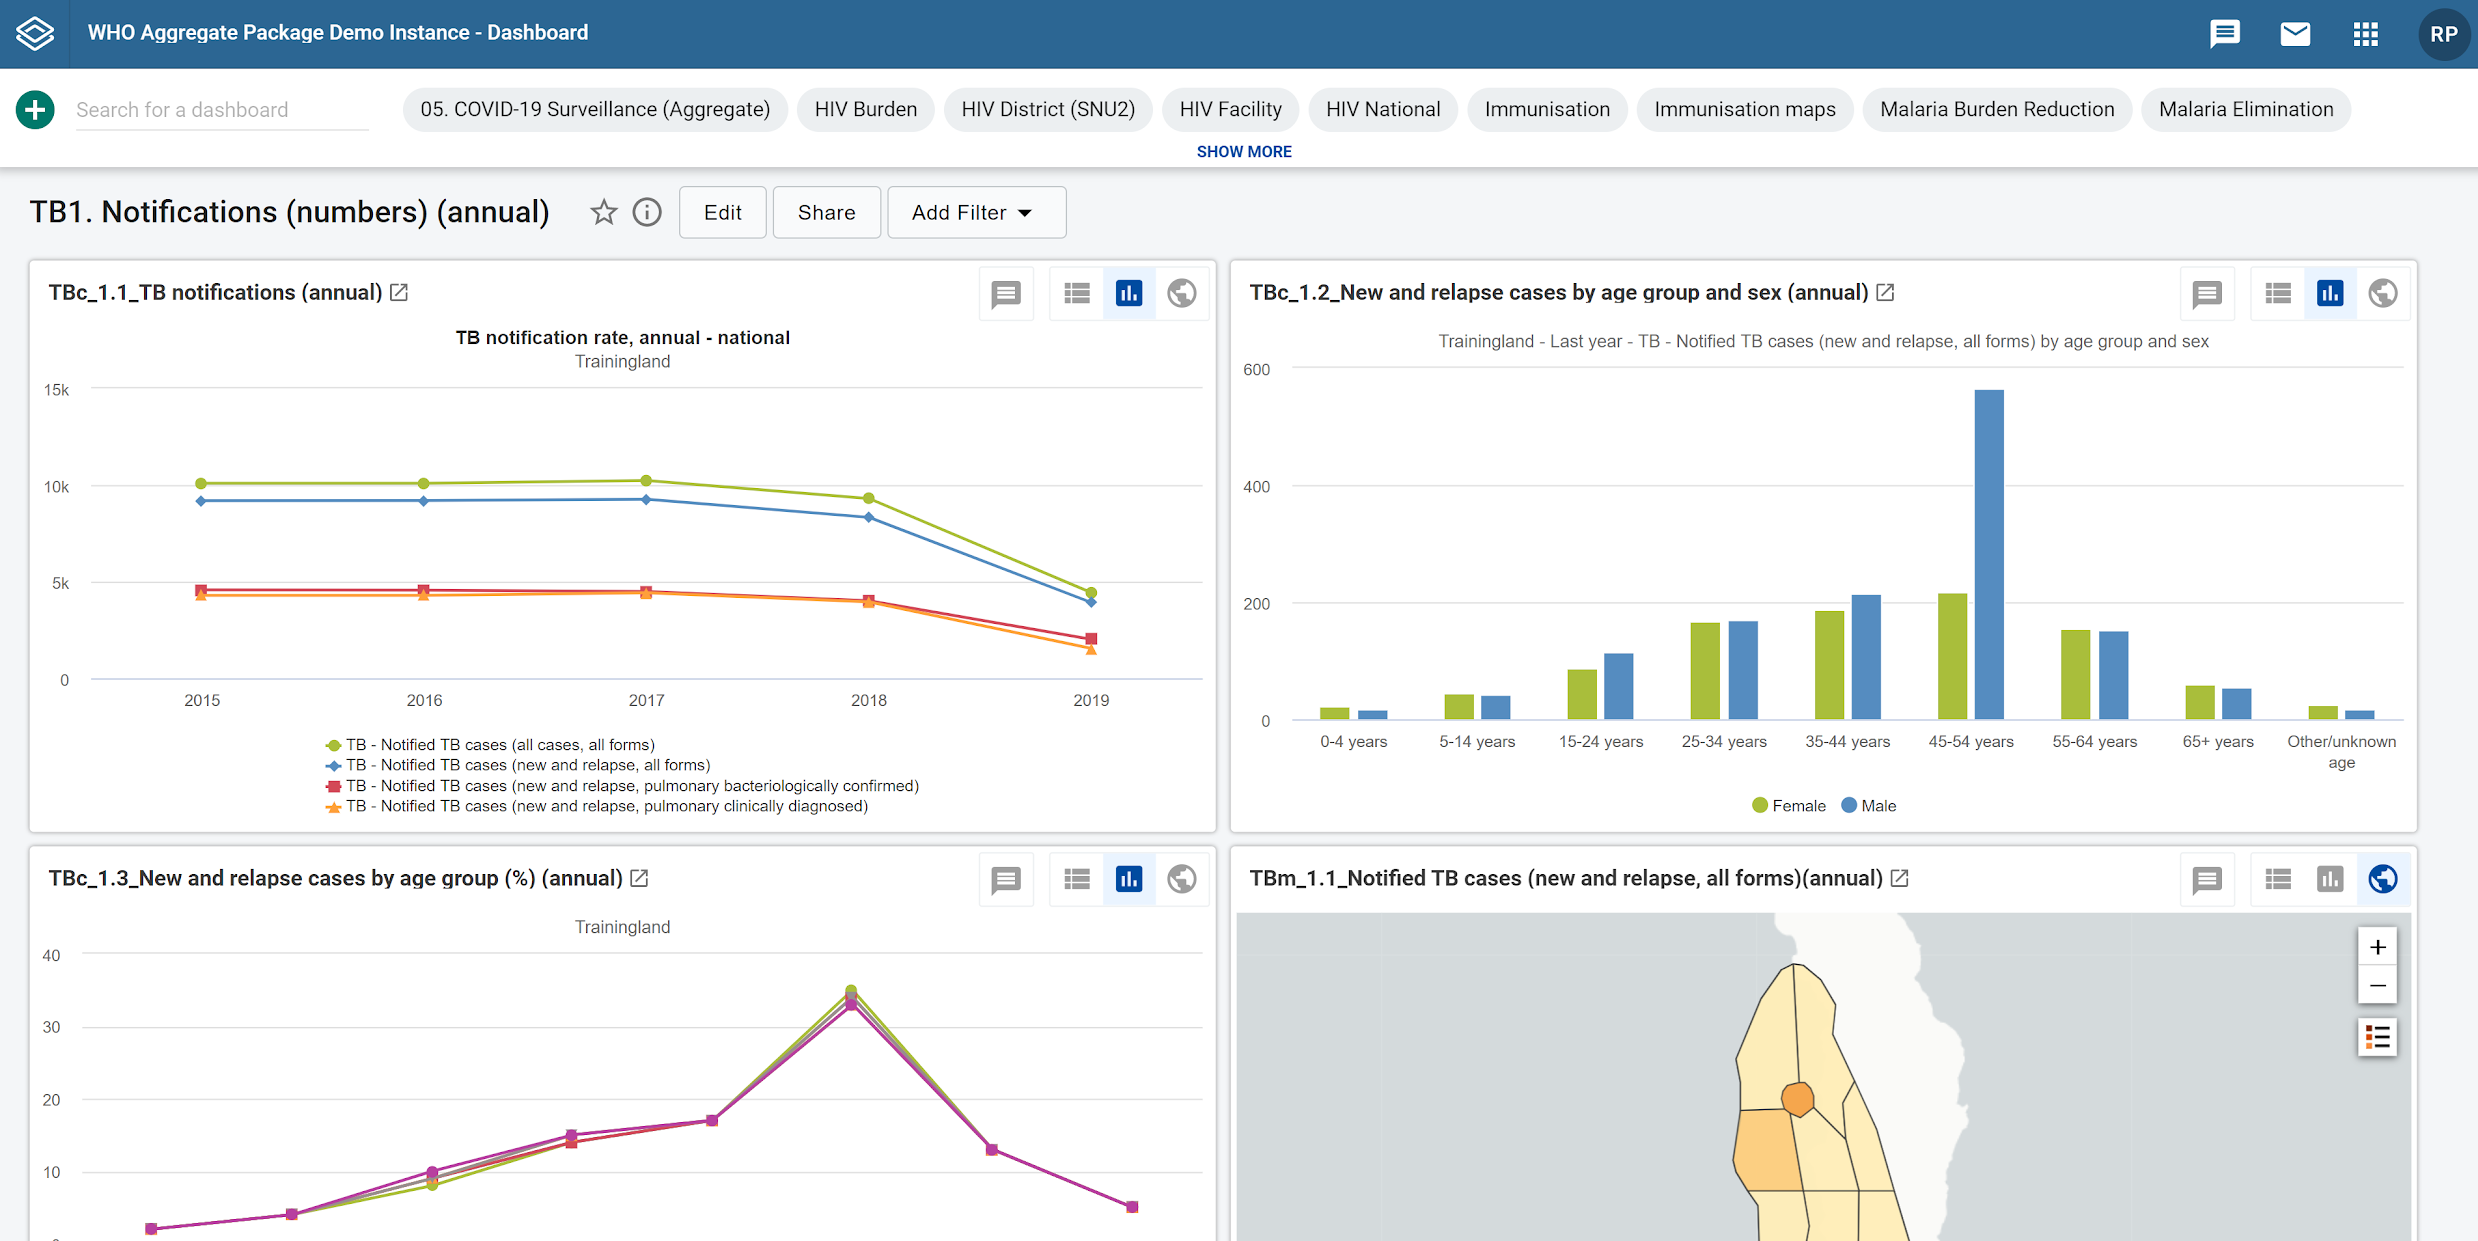 WHO Aggregate Package Demo Instance - Dashboard
RP
Search for a dashboard
05. COVID-19 Surveillance (Aggregate)
HIV Burden
HIV District (SNU2)
HIV Facility
HIV National
Immunisation
Immunisation maps
Malaria Burden Reduction
Malaria Elimination
SHOW MORE
TB1. Notifications (numbers) (annual)
Edit
Share
Add Filter
TBc_1.1_TB notifications (annual)
TB notification rate, annual - national
Trainingland
15k
10k
5k
0
2015
2016
2017
2018
2019
TB - Notified TB cases (all cases, all forms)
TB - Notified TB cases (new and relapse, all forms)
TB - Notified TB cases (new and relapse, pulmonary bacteriologically confirmed)
TB - Notified TB cases (new and relapse, pulmonary clinically diagnosed)
TBc_1.2_New and relapse cases by age group and sex (annual)
Trainingland - Last year - TB - Notified TB cases (new and relapse, all forms) by age group and sex
600
400
200
0
0-4 years
5-14 years
15-24 years
25-34 years
35-44 years
45-54 years
55-64 years
65+ years
Other/unknown
age
Female
Male
TBc_1.3_New and relapse cases by age group (%) (annual)
Trainingland
40
30
20
10
TBm_1.1_Notified TB cases (new and relapse, all forms)(annual)
+
−